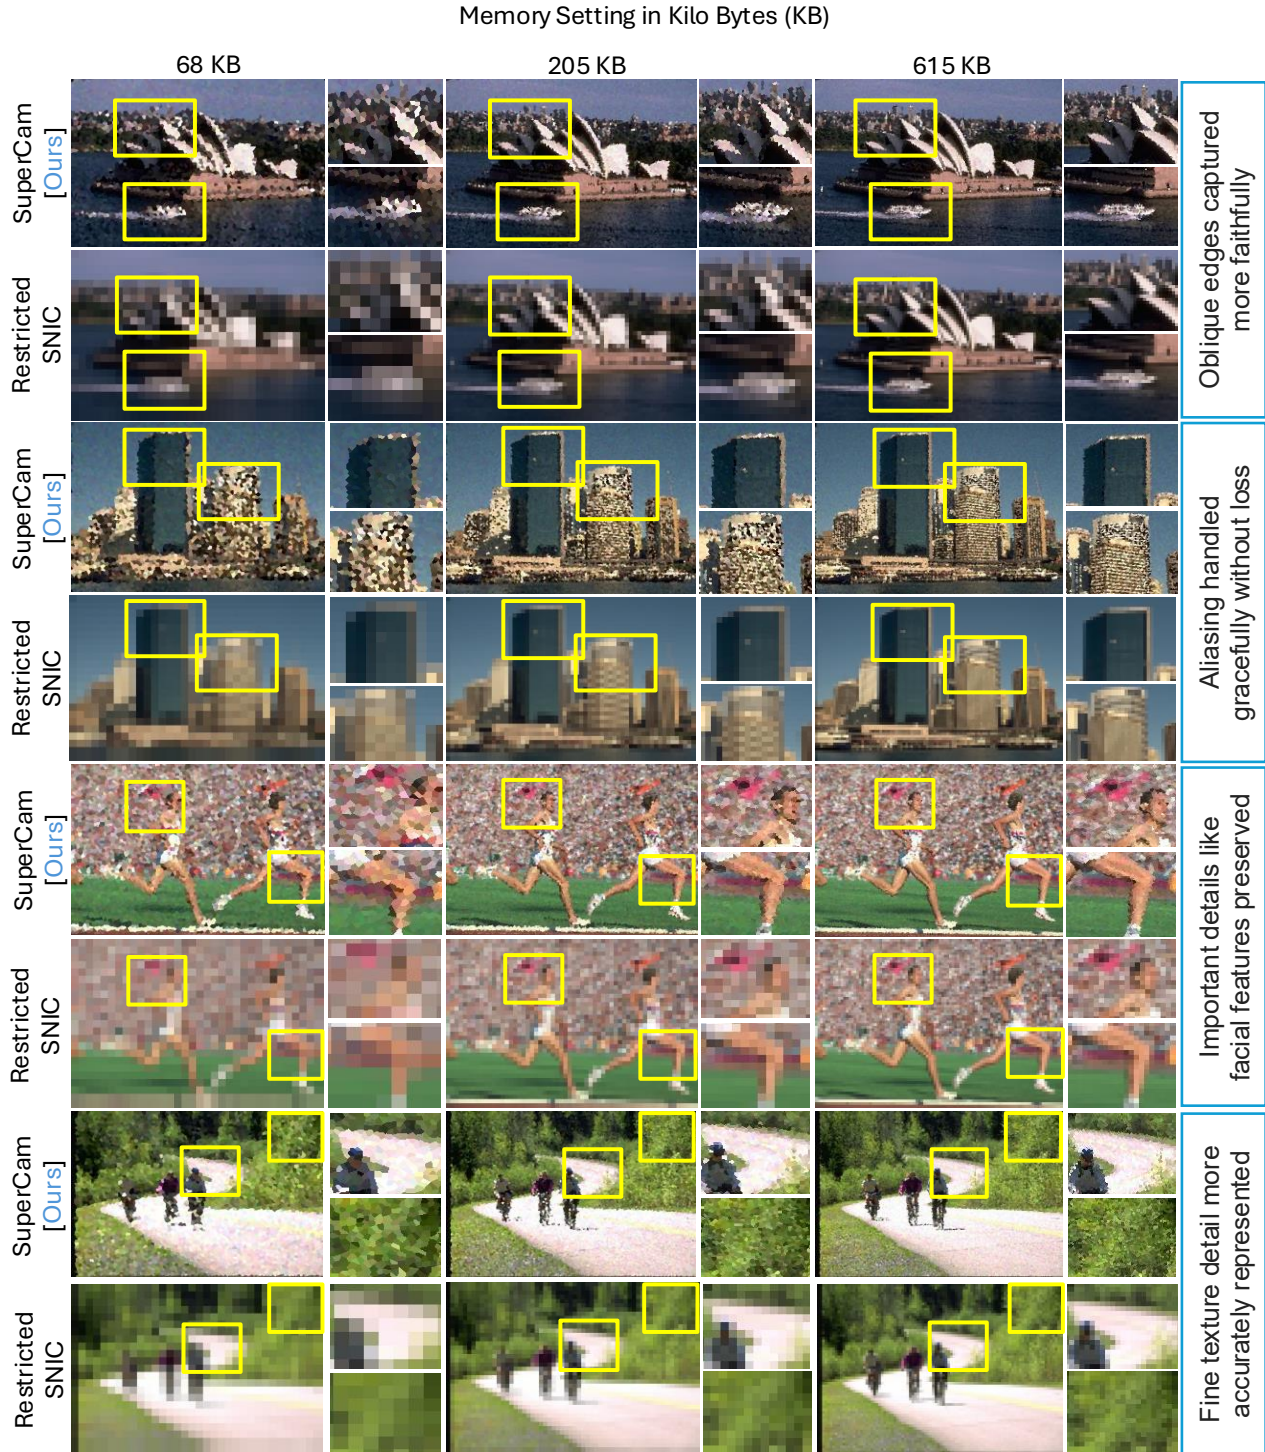 Memory Setting in Kilo Bytes (KB)
68 KB
205 KB
615 KB
SuperCam
[Ours]
Restricted
SNIC
Oblique edges captured
more faithfully
SuperCam
[Ours]
Restricted
SNIC
Aliasing handled
gracefully without loss
SuperCam
[Ours]
Restricted
SNIC
Important details like
facial features preserved
SuperCam
[Ours]
Restricted
SNIC
Fine texture detail more
accurately represented